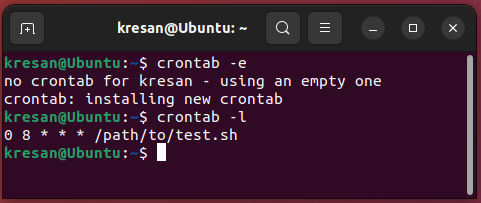 kresan@Ubuntu: ~
kresan@Ubuntu:~$ crontab -e
no crontab for kresan - using an empty one
crontab: installing new crontab
kresan@Ubuntu:~$ crontab -l
0 8 * * * /path/to/test.sh
kresan@Ubuntu:~$